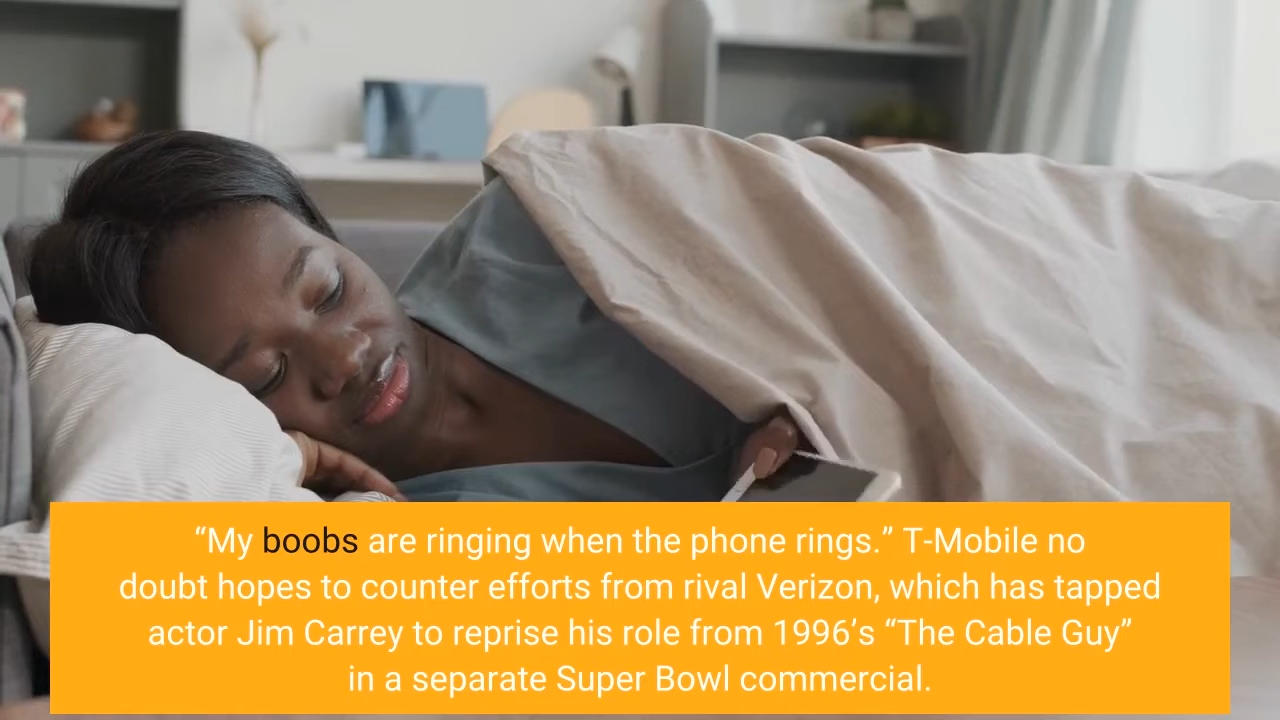 “My boobs are ringing when the phone rings.” T-Mobile no
doubt hopes to counter efforts from rival Verizon, which has tapped
actor Jim Carrey to reprise his role from 1996’s “The Cable Guy”
in a separate Super Bowl commercial.